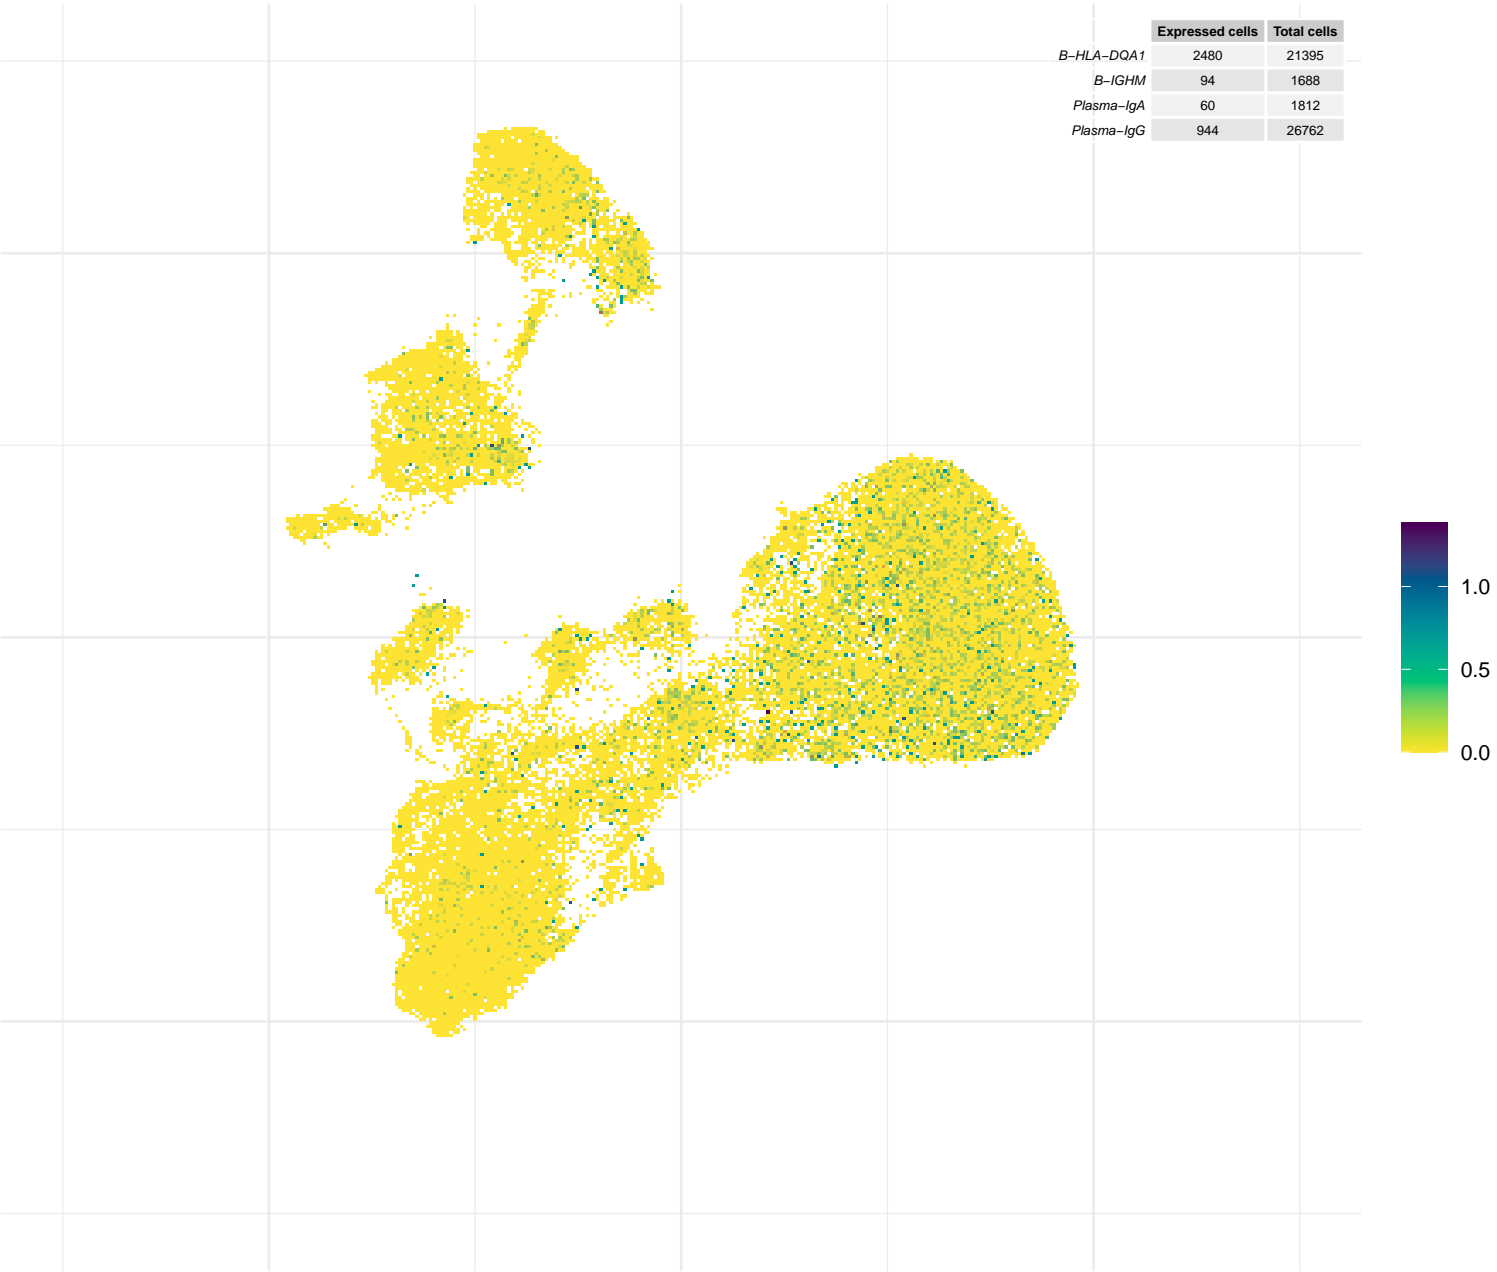 Expressed cells Total cells
B−HLA−DQA1 2480 21395
B−IGHM 94 1688
Plasma−IgA 60 1812
Plasma−IgG 944 26762
1.0
0.5
0.0